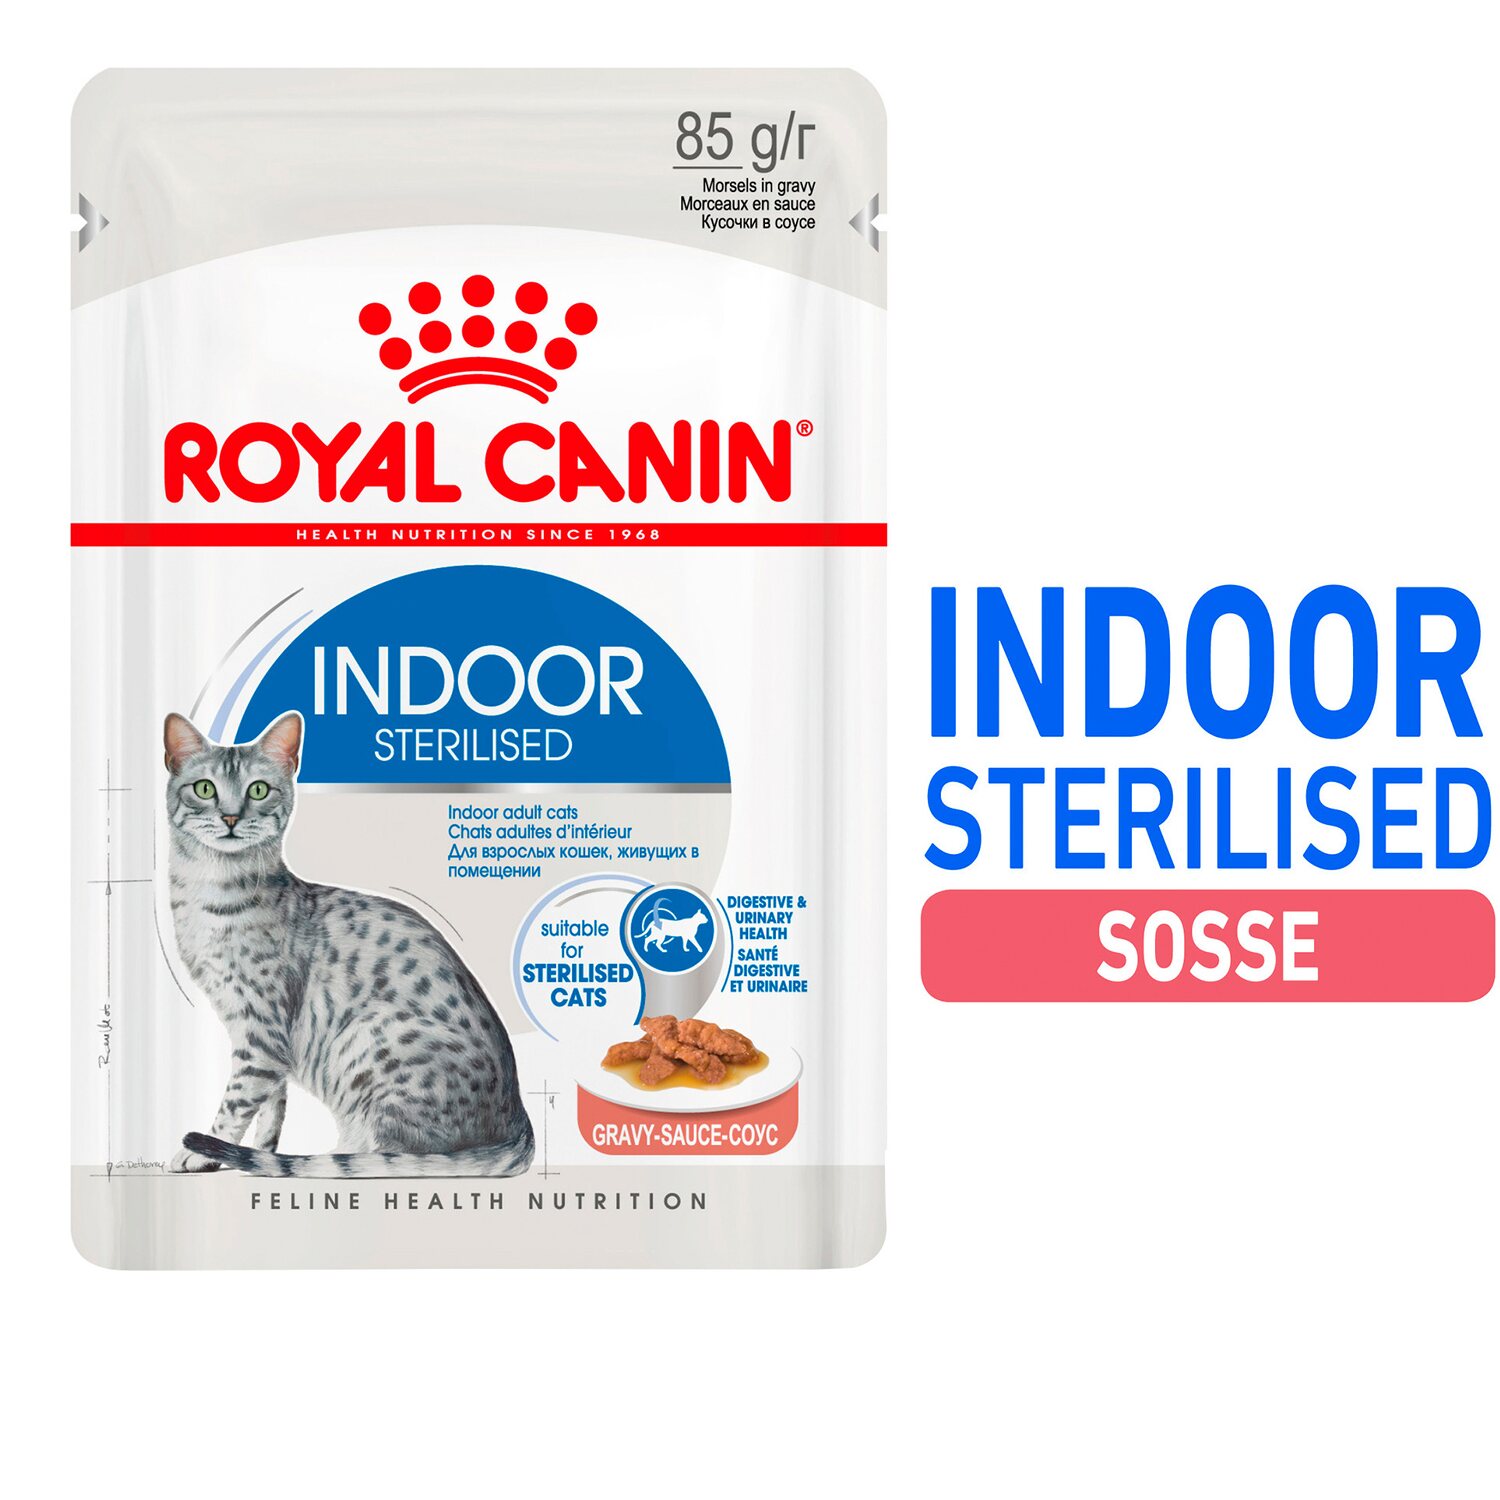 85 g/г
Morsels in gravy
Morceaux en sauce
Кусочки в соусе
ROYAL CANIN®
HEALTH NUTRITION SINCE 1968
INDOOR
STERILISED
Indoor adult cats
Chats adultes d'intérieur
Для взрослых кошек, живущих в
помещении
suitable
for
STERILISED
CATS
DIGESTIVE &
URINARY
HEALTH
SANTÉ
DIGESTIVE
ET URINAIRE
GRAVY-SAUCE-СОУС
FELINE HEALTH NUTRITION
INDOOR
STERILISED
SOSSE